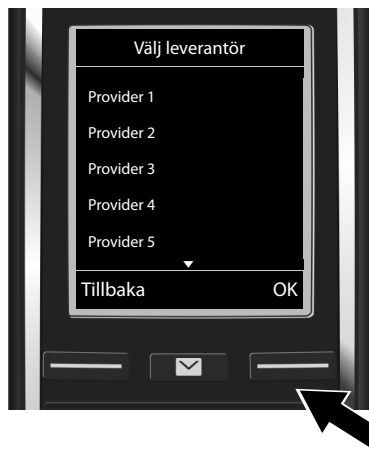 Välj leverantör
Provider 1
Provider 2
Provider 3
Provider 4
Provider 5
Tillbaka OK